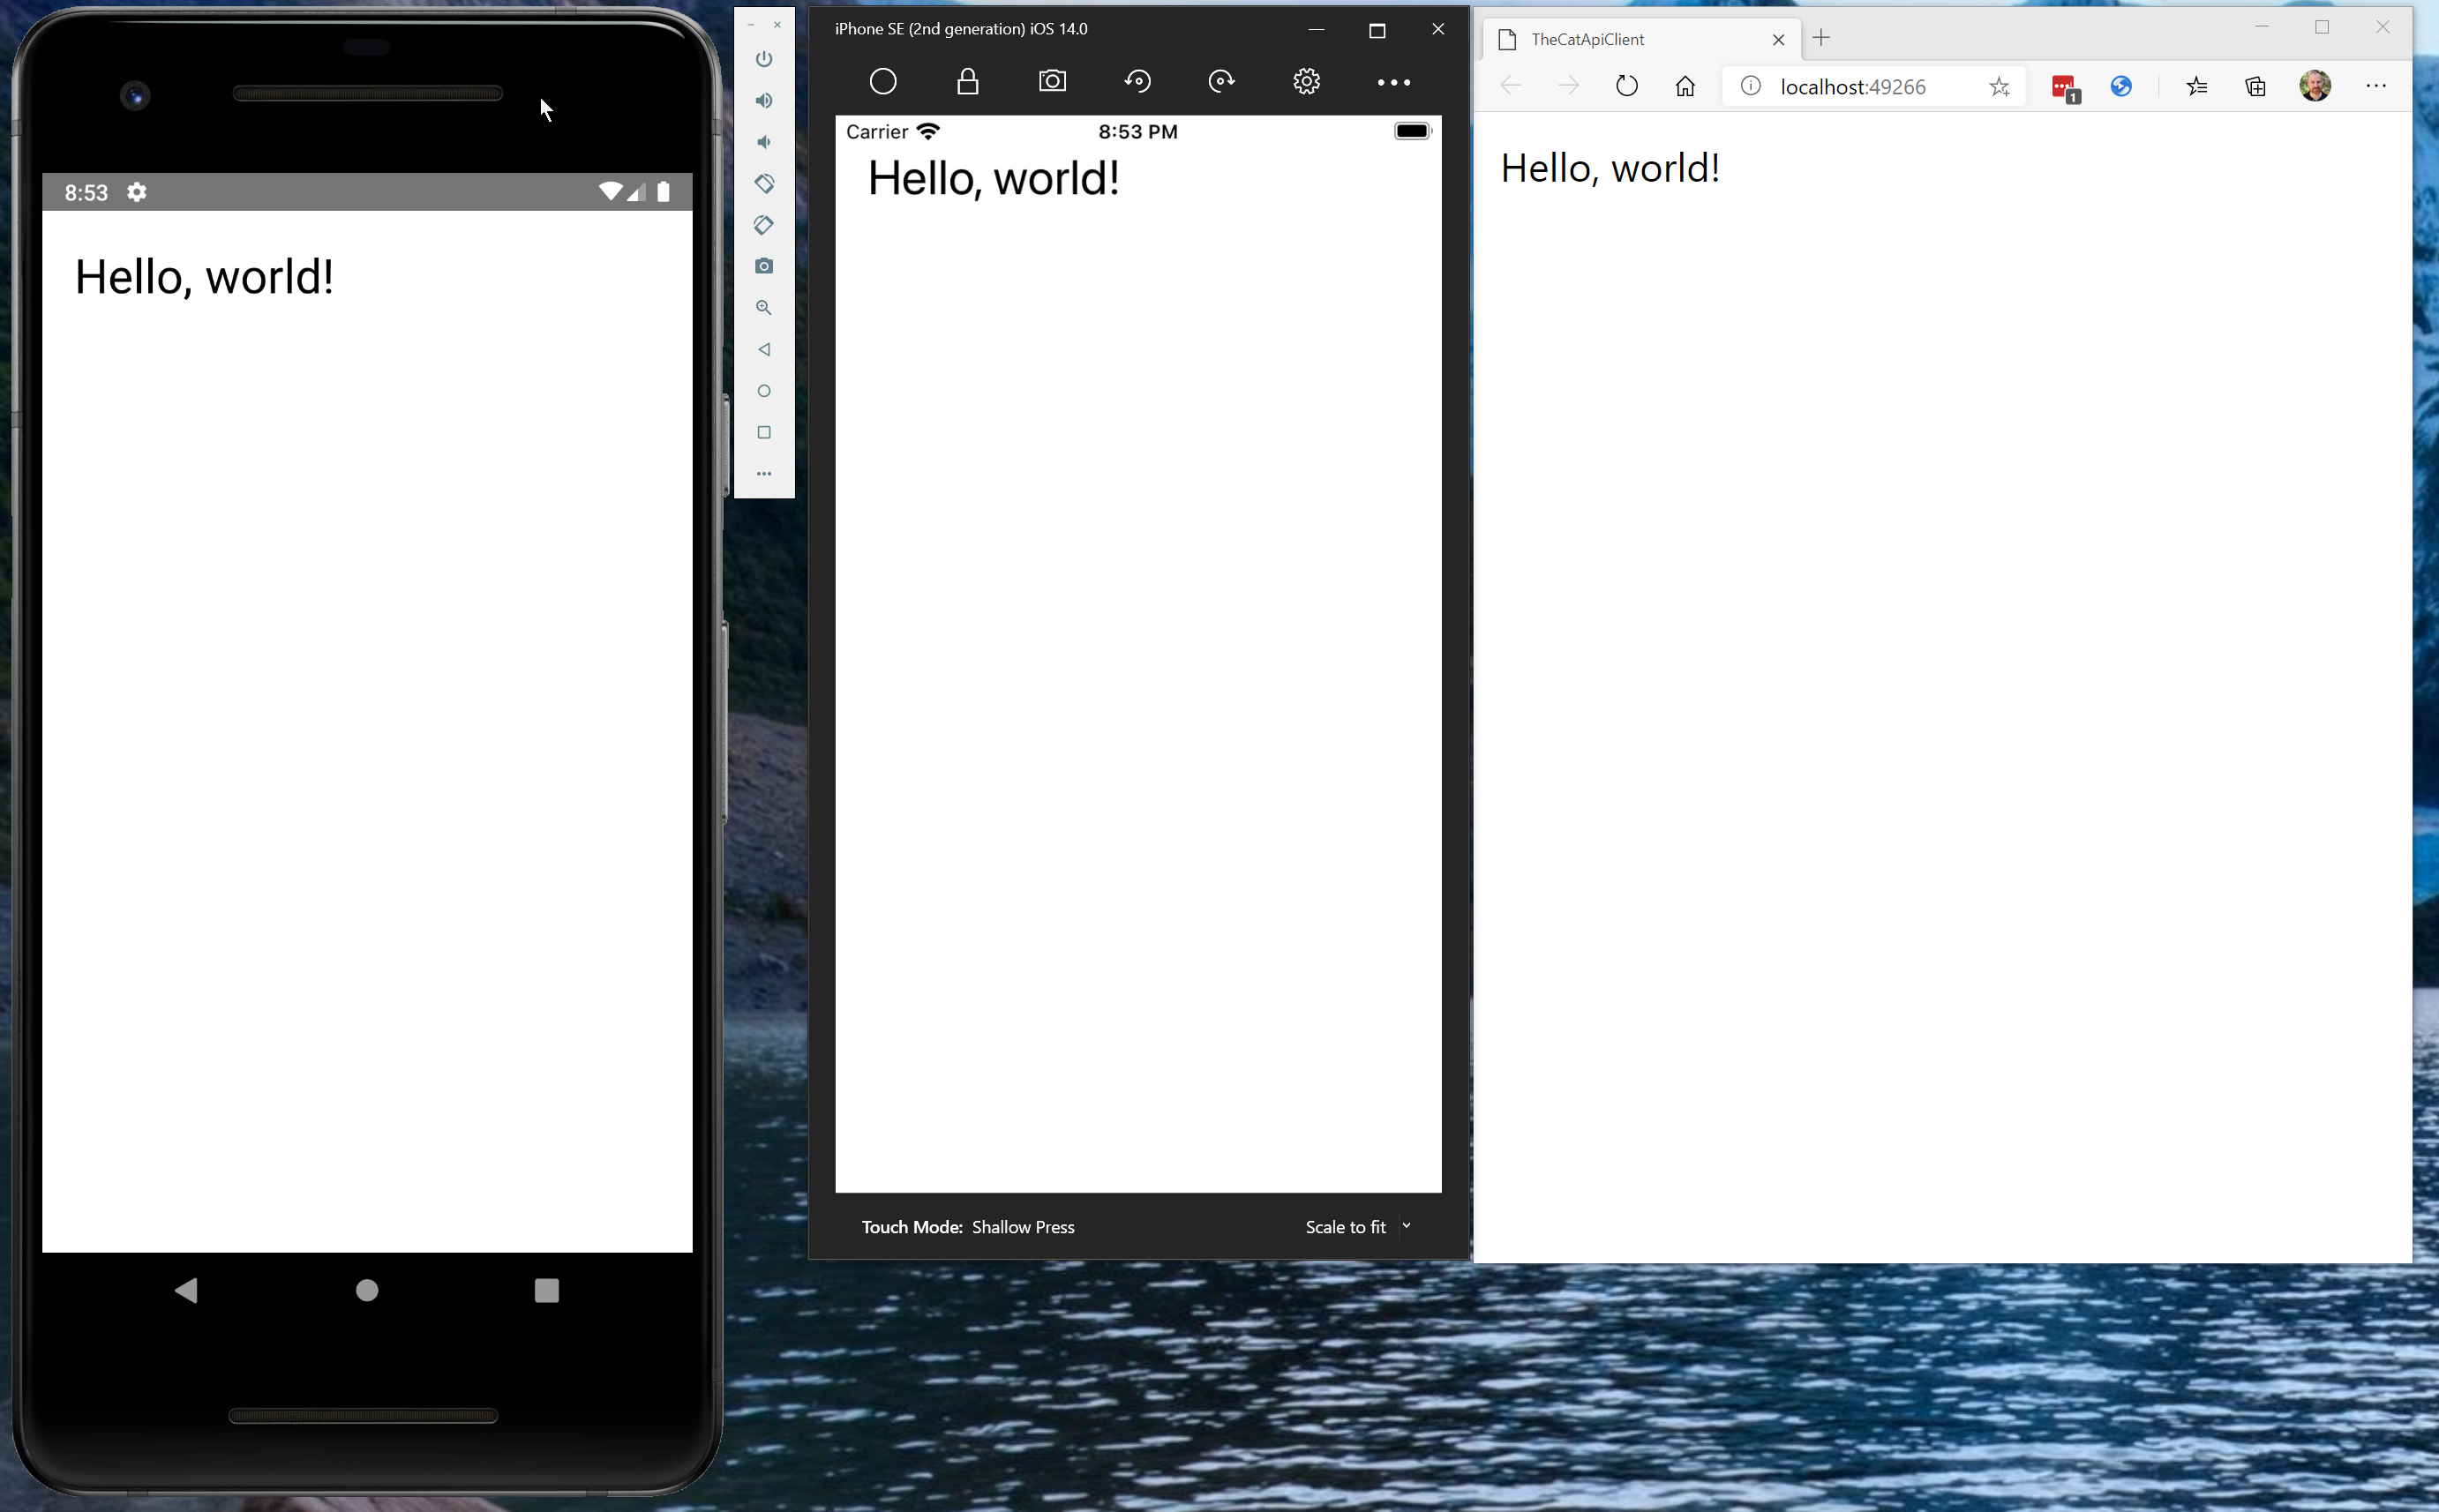 8:53
Hello, world!
iPhone SE (2nd generation) iOS 14.0
Carrier 8:53 PM
Hello, world!
Touch Mode: Shallow Press Scale to fit
TheCatApiClient
localhost:49266
1
Hello, world!